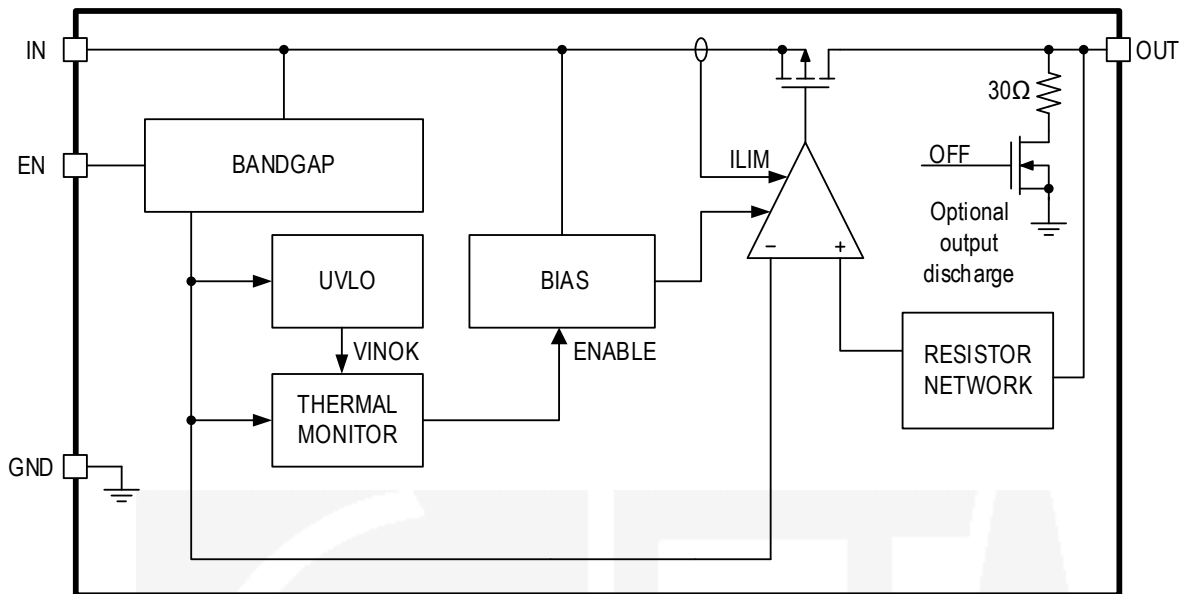 IN
OUT
30Ω
EN
BANDGAP
ILIM
OFF
Optional
output
discharge
−
+
UVLO
BIAS
VINOK
ENABLE
RESISTOR
NETWORK
THERMAL
MONITOR
GND